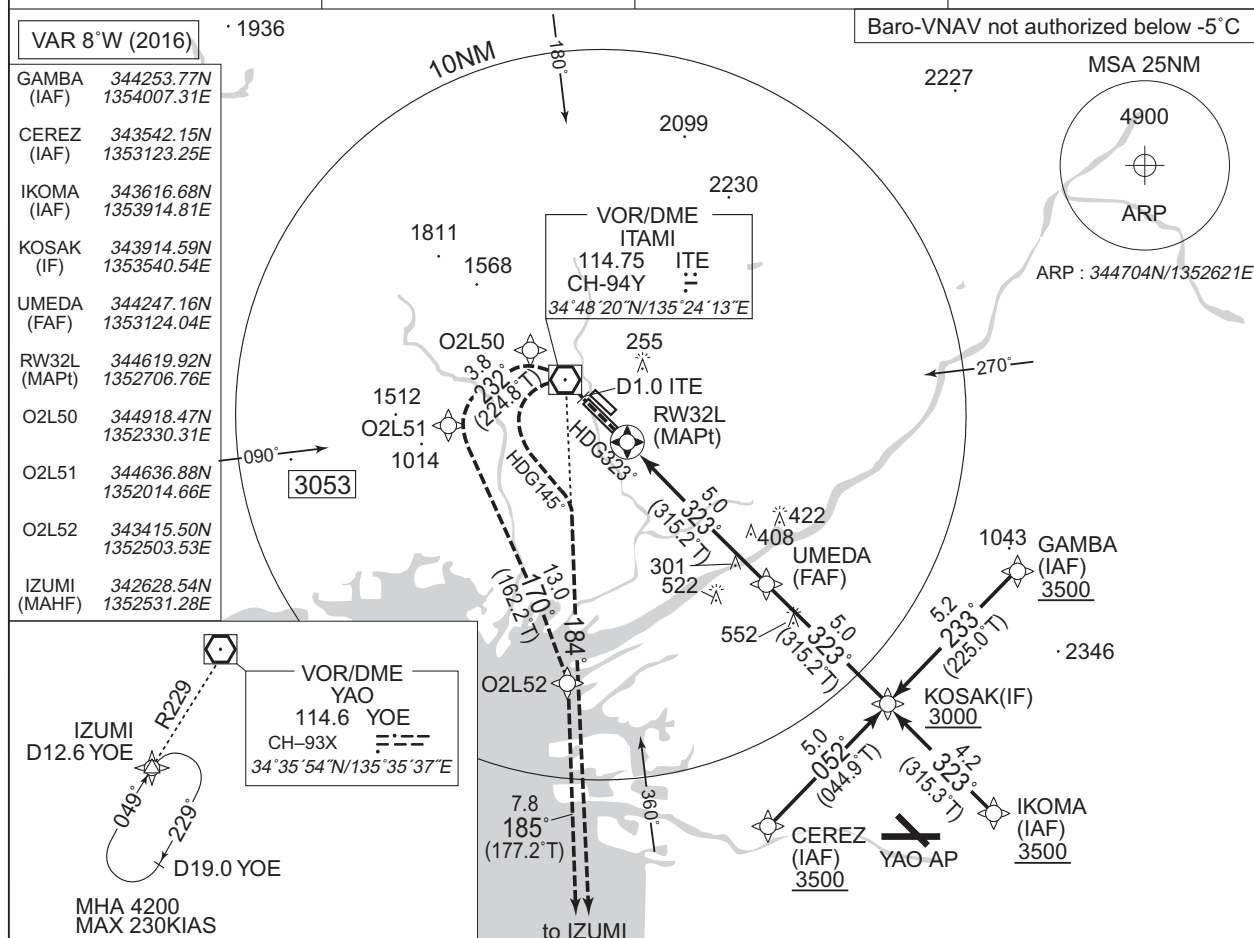 VAR 8˚W (2016)
1936
Baro-VNAV not authorized below -5˚C
GAMBA 344253.77N
(IAF) 1354007.31E
CEREZ 343542.15N
(IAF) 1353123.25E
IKOMA 343616.68N
(IAF) 1353914.81E
KOSAK 343914.59N
(IF) 1353540.54E
UMEDA 344247.16N
(FAF) 1353124.04E
RW32L 344619.92N
(MAPt) 1352706.76E
O2L50 344918.47N
1352330.31E
O2L51 344636.88N
1352014.66E
O2L52 343415.50N
1352503.53E
IZUMI 342628.54N
(MAHF) 1352531.28E
10NM
180˚
2227
MSA 25NM
4900
ARP
ARP : 344704N/1352621E
2099
2230
VOR/DME
ITAMI
114.75 ITE
CH-94Y
34˚48´20˝N/135˚24´13˝E
1811
1568
O2L50
255
D1.0 ITE
270˚
3.8
232˚
(224.8˚T)
1512
O2L51
1014
RW32L
(MAPt)
HDG323˚
090˚
3053
HDG145˚
5.0
323˚
(315.2˚T)
422
408
301
522
UMEDA
(FAF)
1043
GAMBA
(IAF)
3500
13.0
170˚
(162.2˚T)
184˚
552
5.0
323˚
(315.2˚T)
5.2
233˚
(225.0˚T)
2346
O2L52
KOSAK(IF)
3000
5.0
052˚
(044.9˚T)
4.2
323˚
(315.3˚T)
360˚
CEREZ
(IAF)
3500
YAO AP
IKOMA
(IAF)
3500
7.8
185˚
(177.2˚T)
to IZUMI
VOR/DME
YAO
114.6 YOE
CH–93X
34˚35´54˝N/135˚35´37˝E
R229
IZUMI
D12.6 YOE
049˚
229˚
D19.0 YOE
MHA 4200
MAX 230KIAS